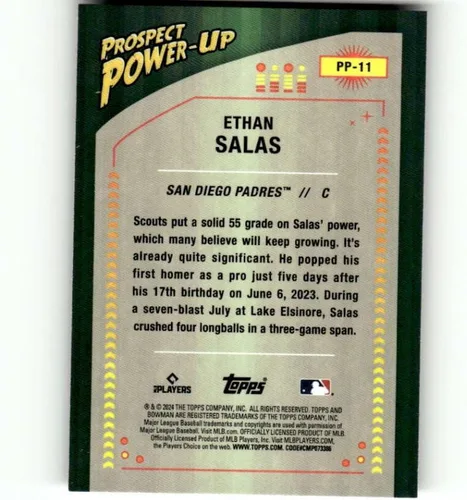 PROSPECT
POWER-UP
PP-11
ETHAN
SALAS
SAN DIEGO PADRES™ // C
Scouts put a solid 55 grade on Salas' power,
which many believe will keep growing. It's
already quite significant. He popped his
first homer as a pro just five days after
his 17th birthday on June 6, 2023. During
a seven-blast July at Lake Elsinore, Salas
crushed four longballs in a three-game span.
PLAYERS
Topps
® & © 2024 THE TOPPS COMPANY, INC. ALL RIGHTS RESERVED. TOPPS AND
BOWMAN ARE REGISTERED TRADEMARKS OF THE TOPPS COMPANY, INC.
Major League Baseball trademarks and copyrights are used with permission of
Major League Baseball. Visit MLB.com. OFFICIALLY LICENSED PRODUCT OF MLB.
Officially Licensed Product of MLB Players, Inc. Visit MLBPLAYERS.COM,
the Players Choice on the web. WWW.TOPPS.COM. CODE#CMP073386